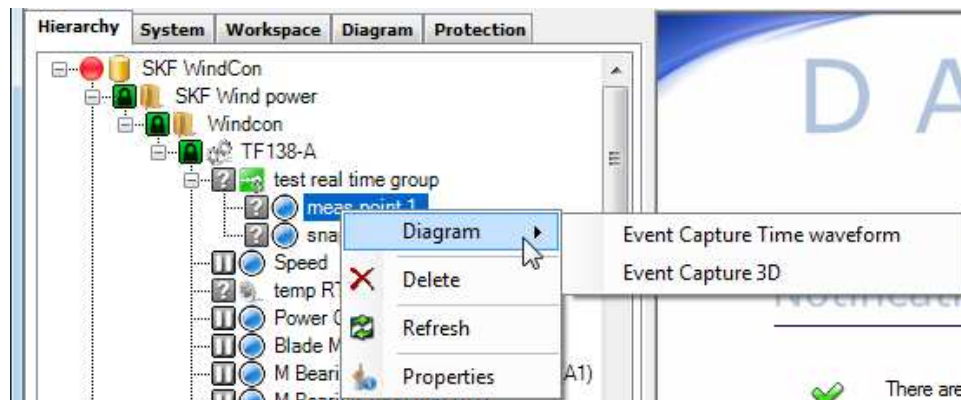 Hierarchy System Workspace Diagram Protection
SKF WindCon
SKF Wind power
Windcon
TF138-A
test real time group
meas point 1
Diagram
Event Capture Time waveform
Event Capture 3D
Speed
Delete
temp
Power
Refresh
Blade
M Beari
Properties
A1)
There are
D A